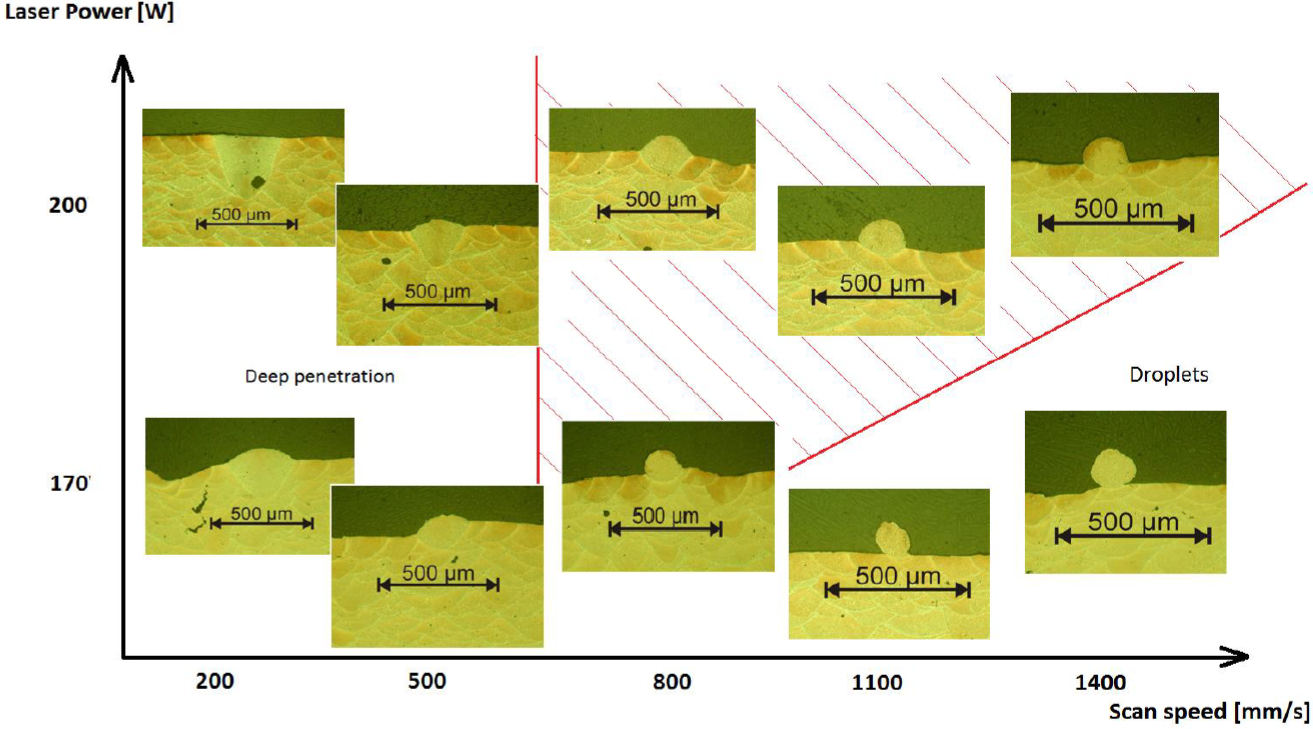 Laser Power [W]
200
500 µm
500 µm
500 µm
500 µm
500 µm
Deep penetration
Droplets
170'
500 µm
500 µm
500 µm
500 µm
500 µm
200
500
800
1100
1400
Scan speed [mm/s]